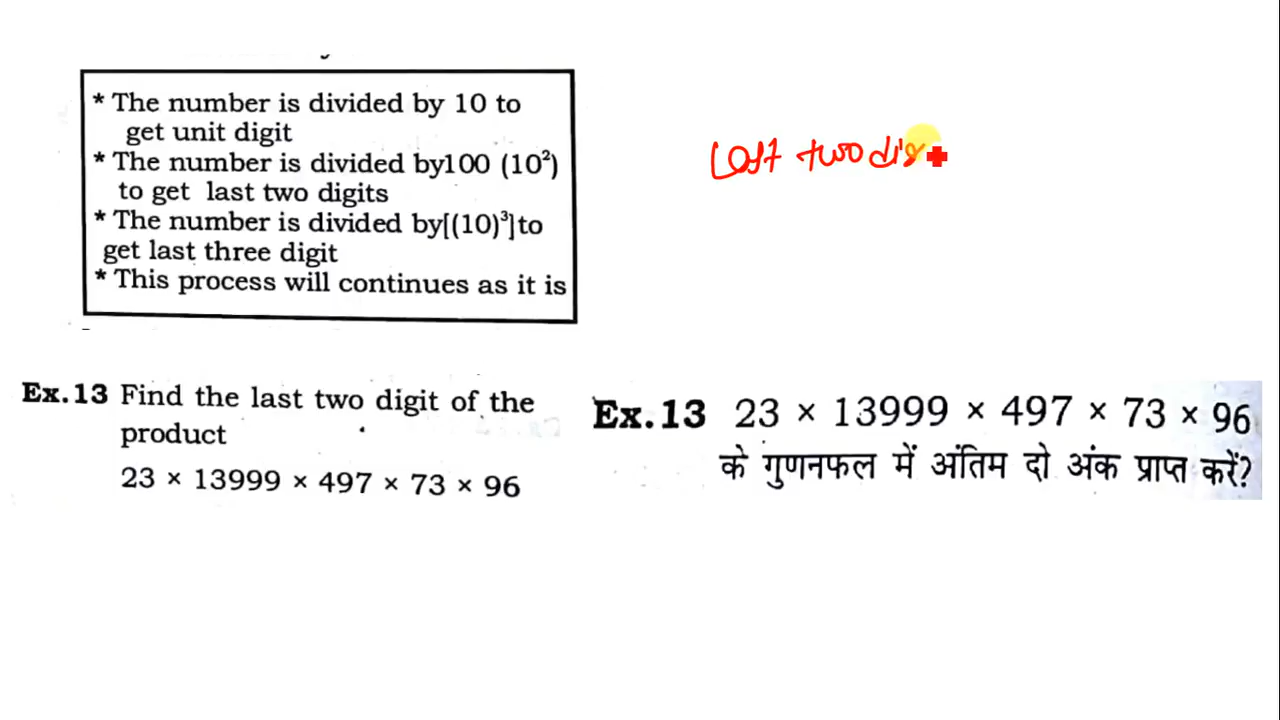 * The number is divided by 10 to
get unit digit
* The number is divided by100 (10²)
to get last two digits
* The number is divided by[(10)³]to
get last three digit
* This process will continues as it is
Last two dig
Ex.13 Find the last two digit of the
product
23 × 13999 × 497 × 73 × 96
Ex.13 23 × 13999 × 497 × 73 × 96
के गुणनफल में अंतिम दो अंक प्राप्त करें?